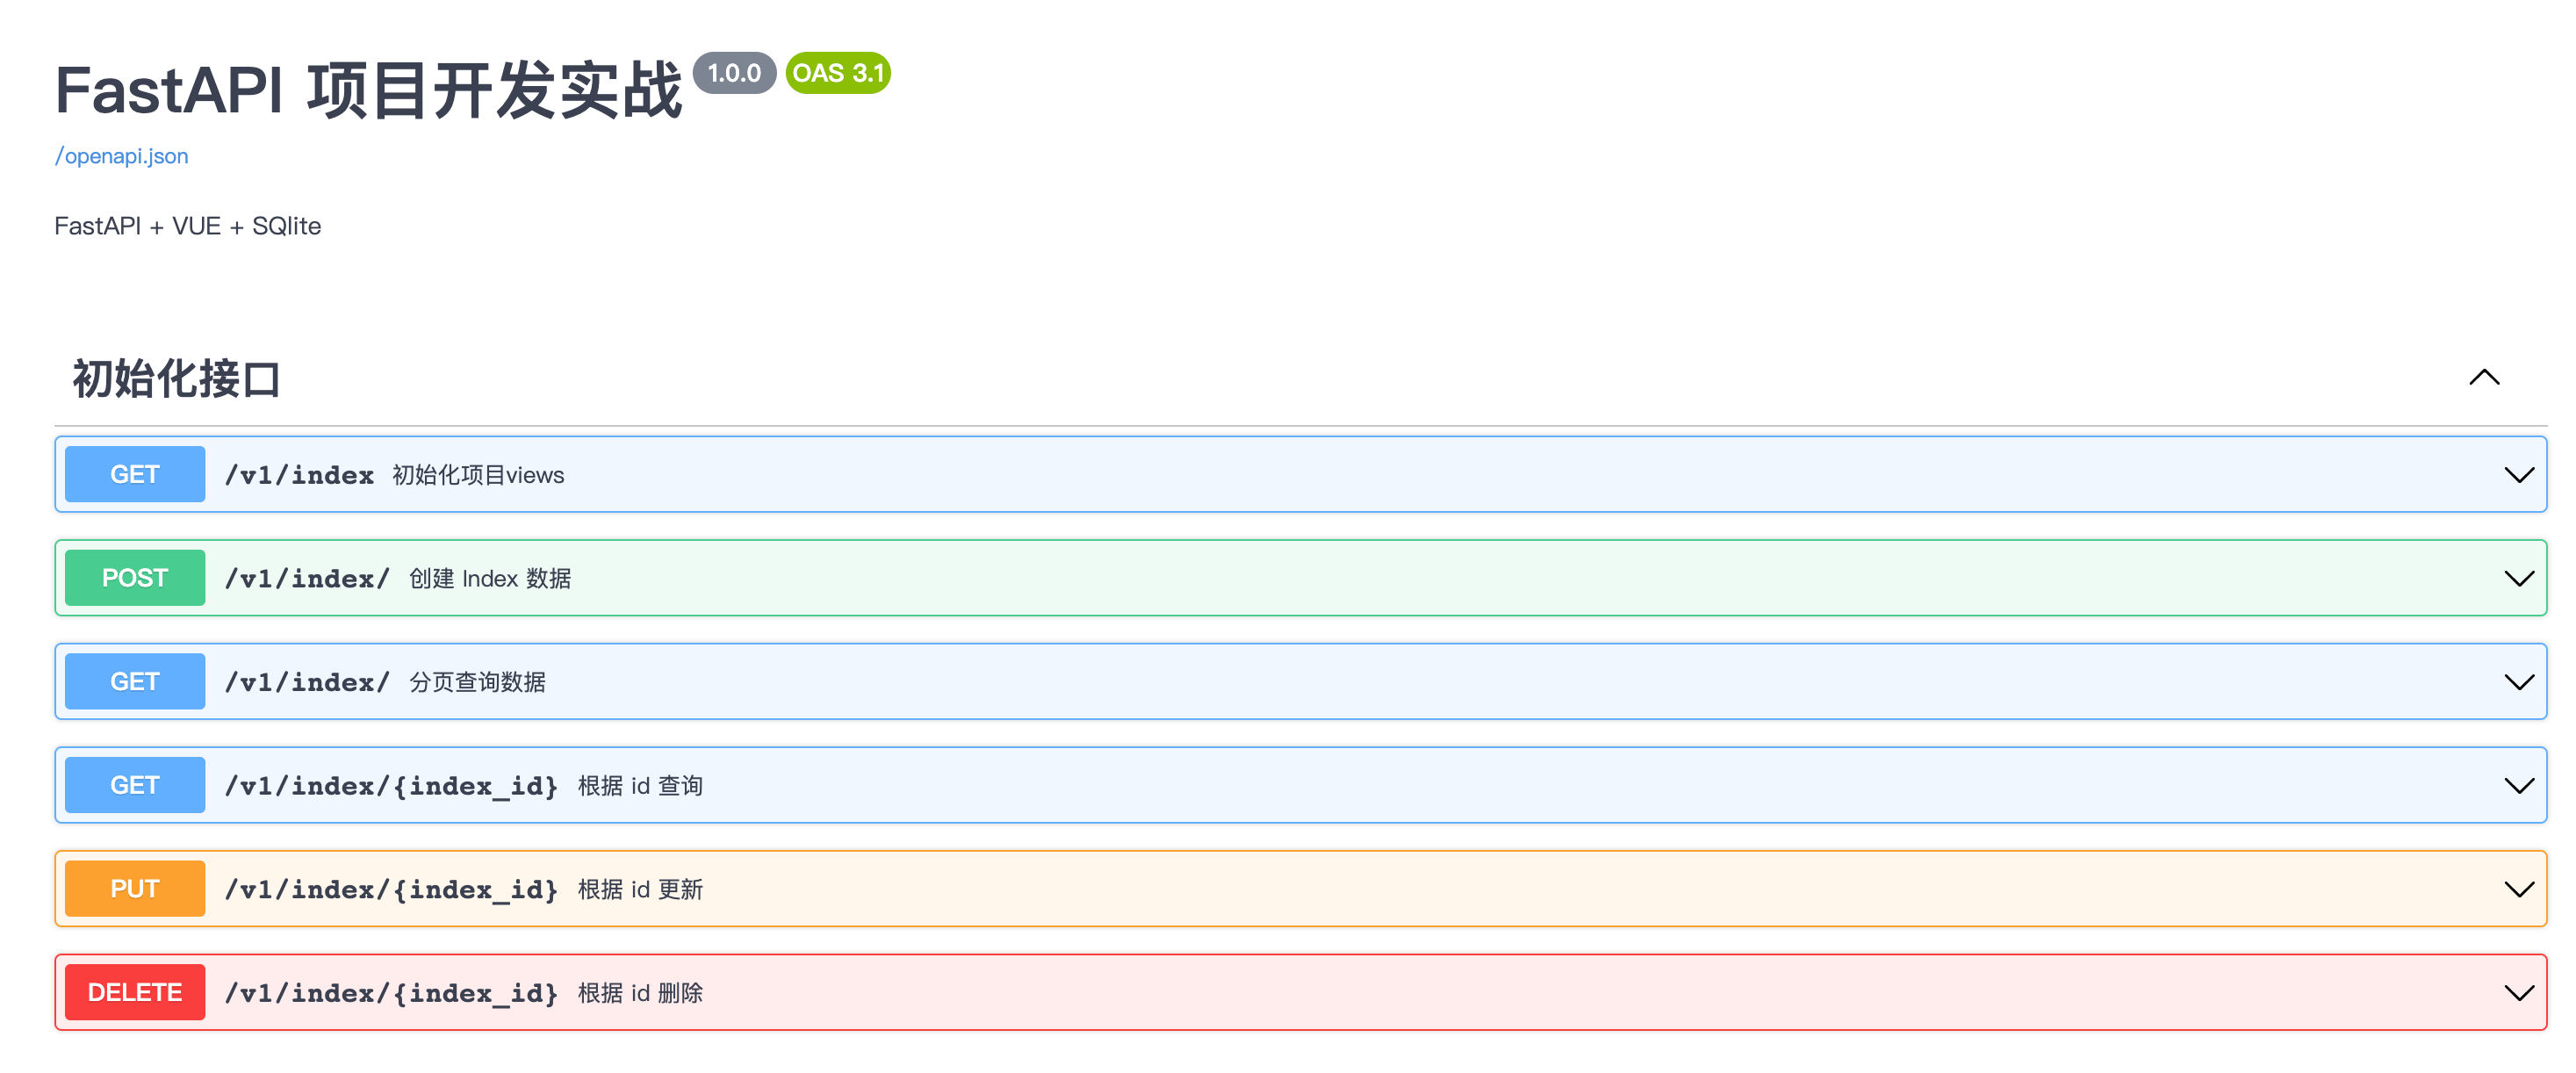 FastAPI 项目开发实战 1.0.0 OAS 3.1
/openapi.json
FastAPI + VUE + SQlite
初始化接口
GET /v1/index 初始化项目views
POST /v1/index/ 创建 Index 数据
GET /v1/index/ 分页查询数据
GET /v1/index/{index_id} 根据 id 查询
PUT /v1/index/{index_id} 根据 id 更新
DELETE /v1/index/{index_id} 根据 id 删除